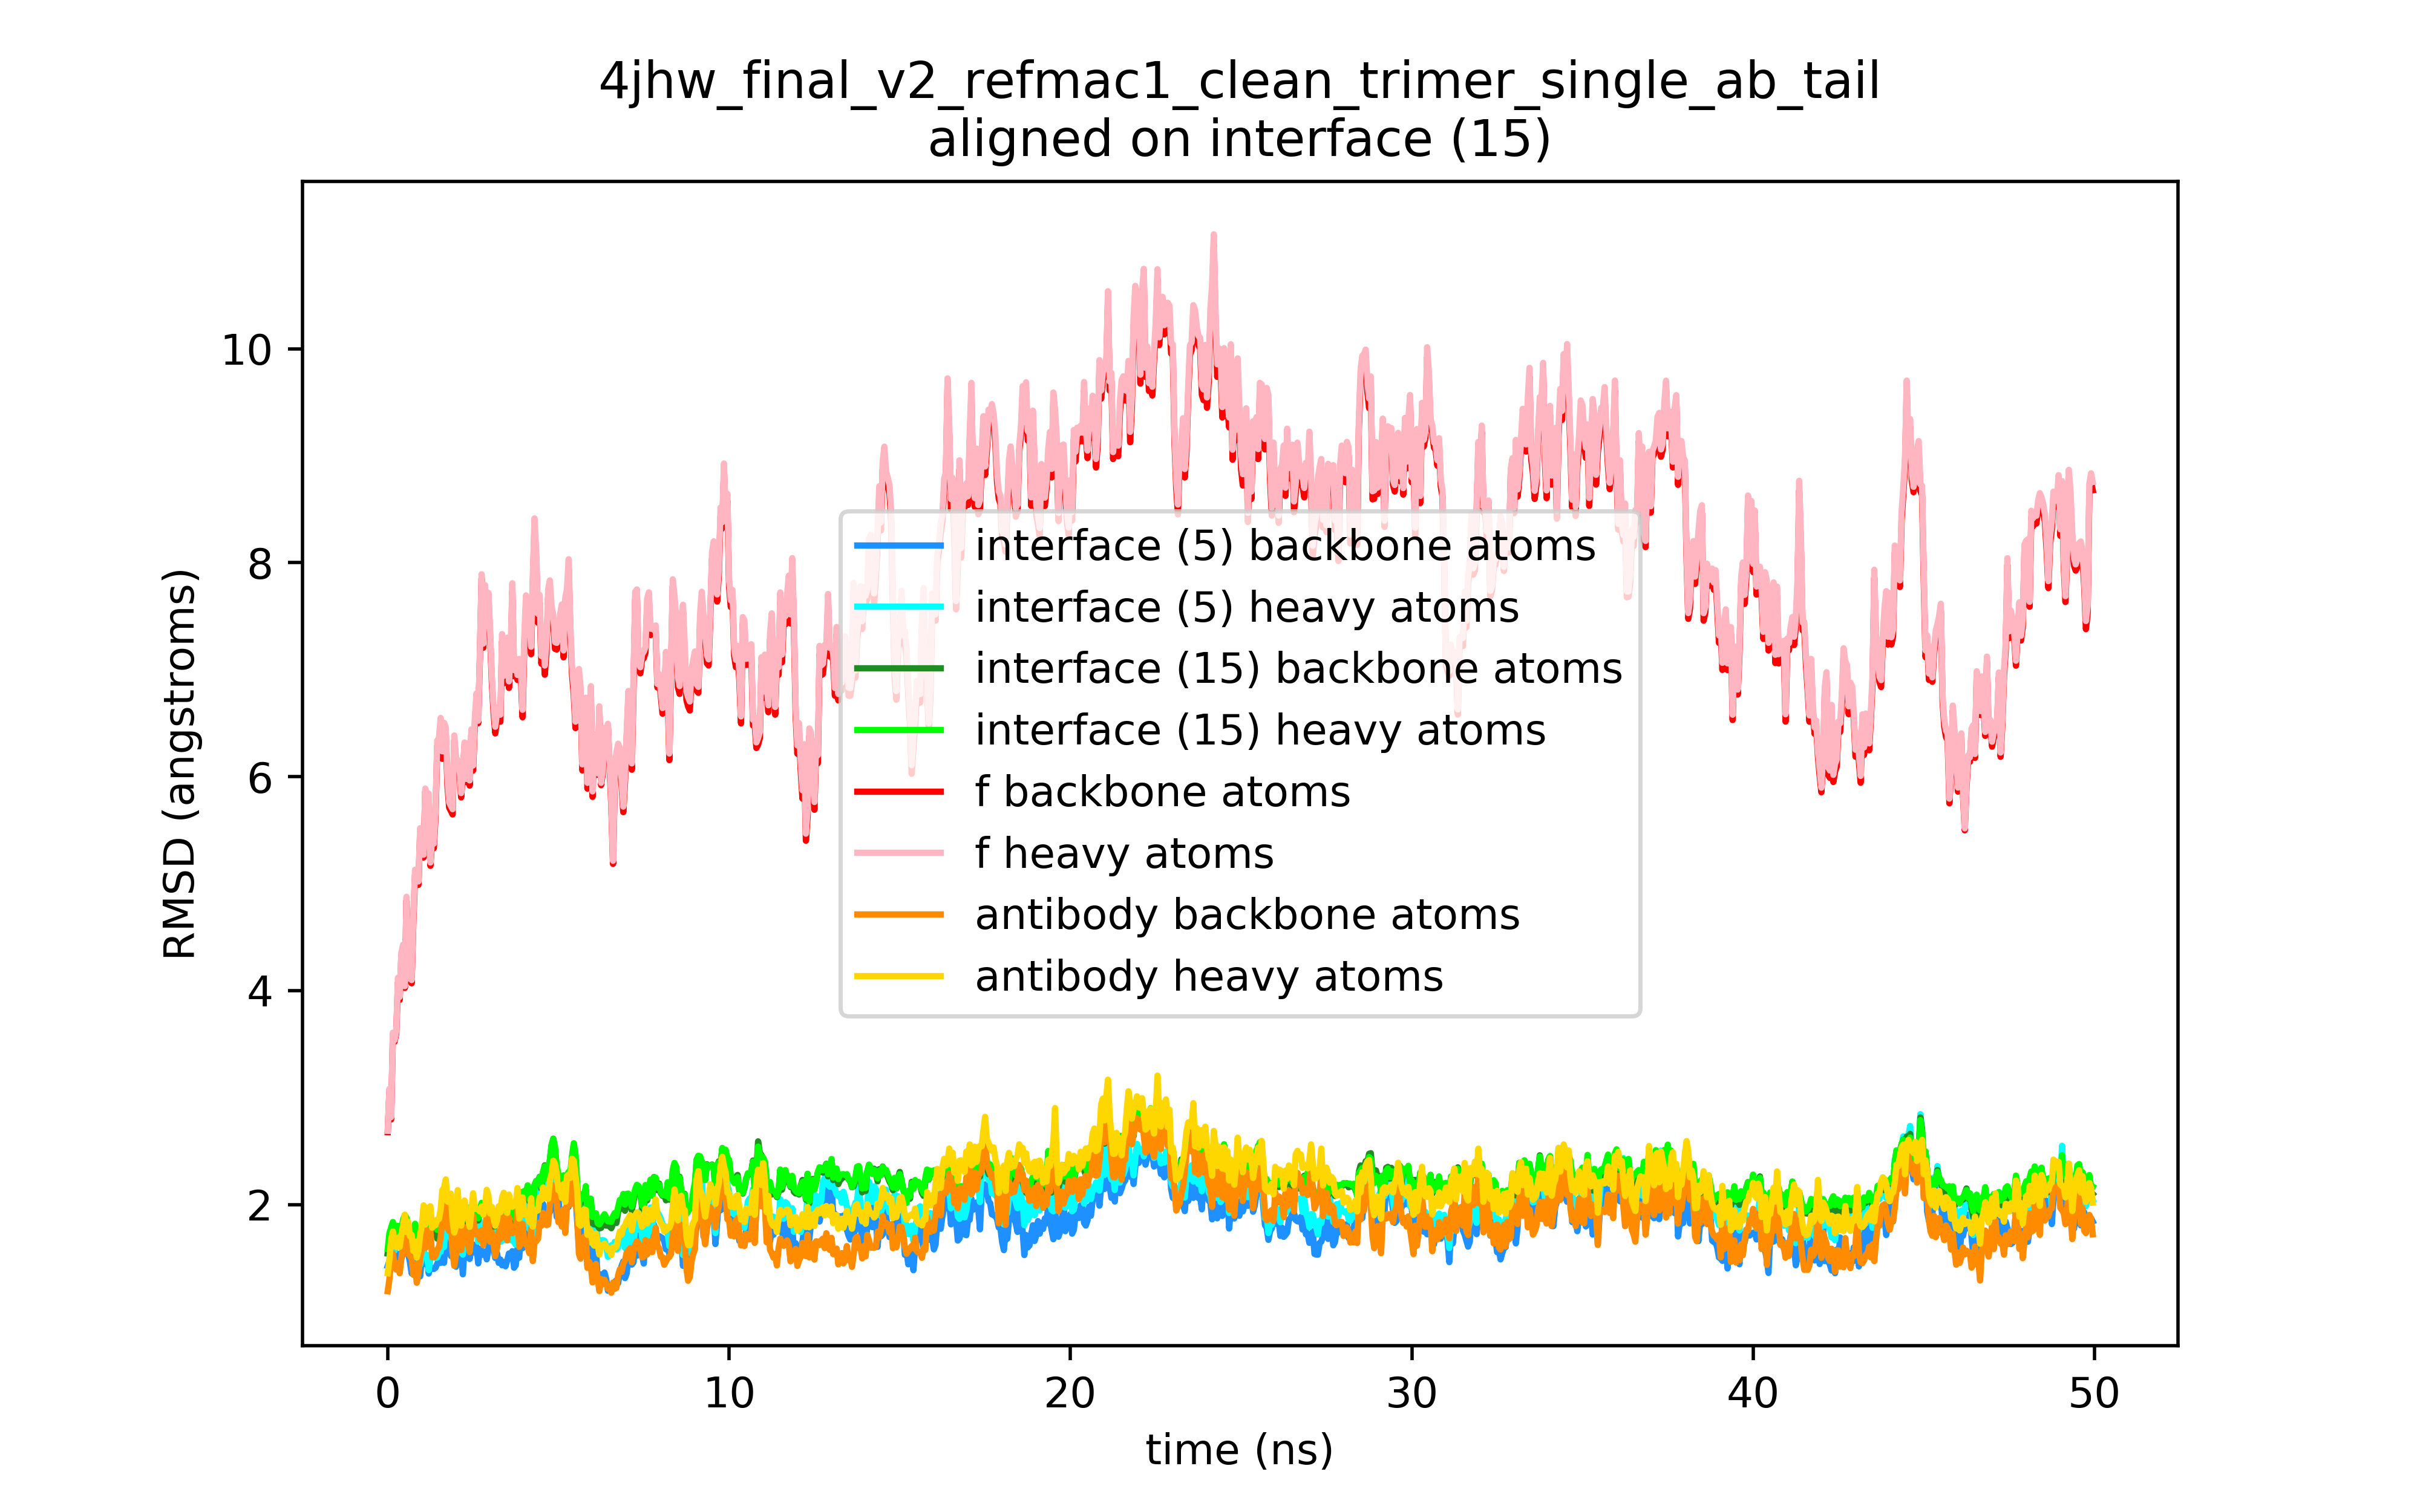 4jhw_final_v2_refmac1_clean_trimer_single_ab_tail
aligned on interface (15)
RMSD (angstroms)
10
8
6
4
2
interface (5) backbone atoms
interface (5) heavy atoms
interface (15) backbone atoms
interface (15) heavy atoms
f backbone atoms
f heavy atoms
antibody backbone atoms
antibody heavy atoms
0 10 20 30 40 50
time (ns)